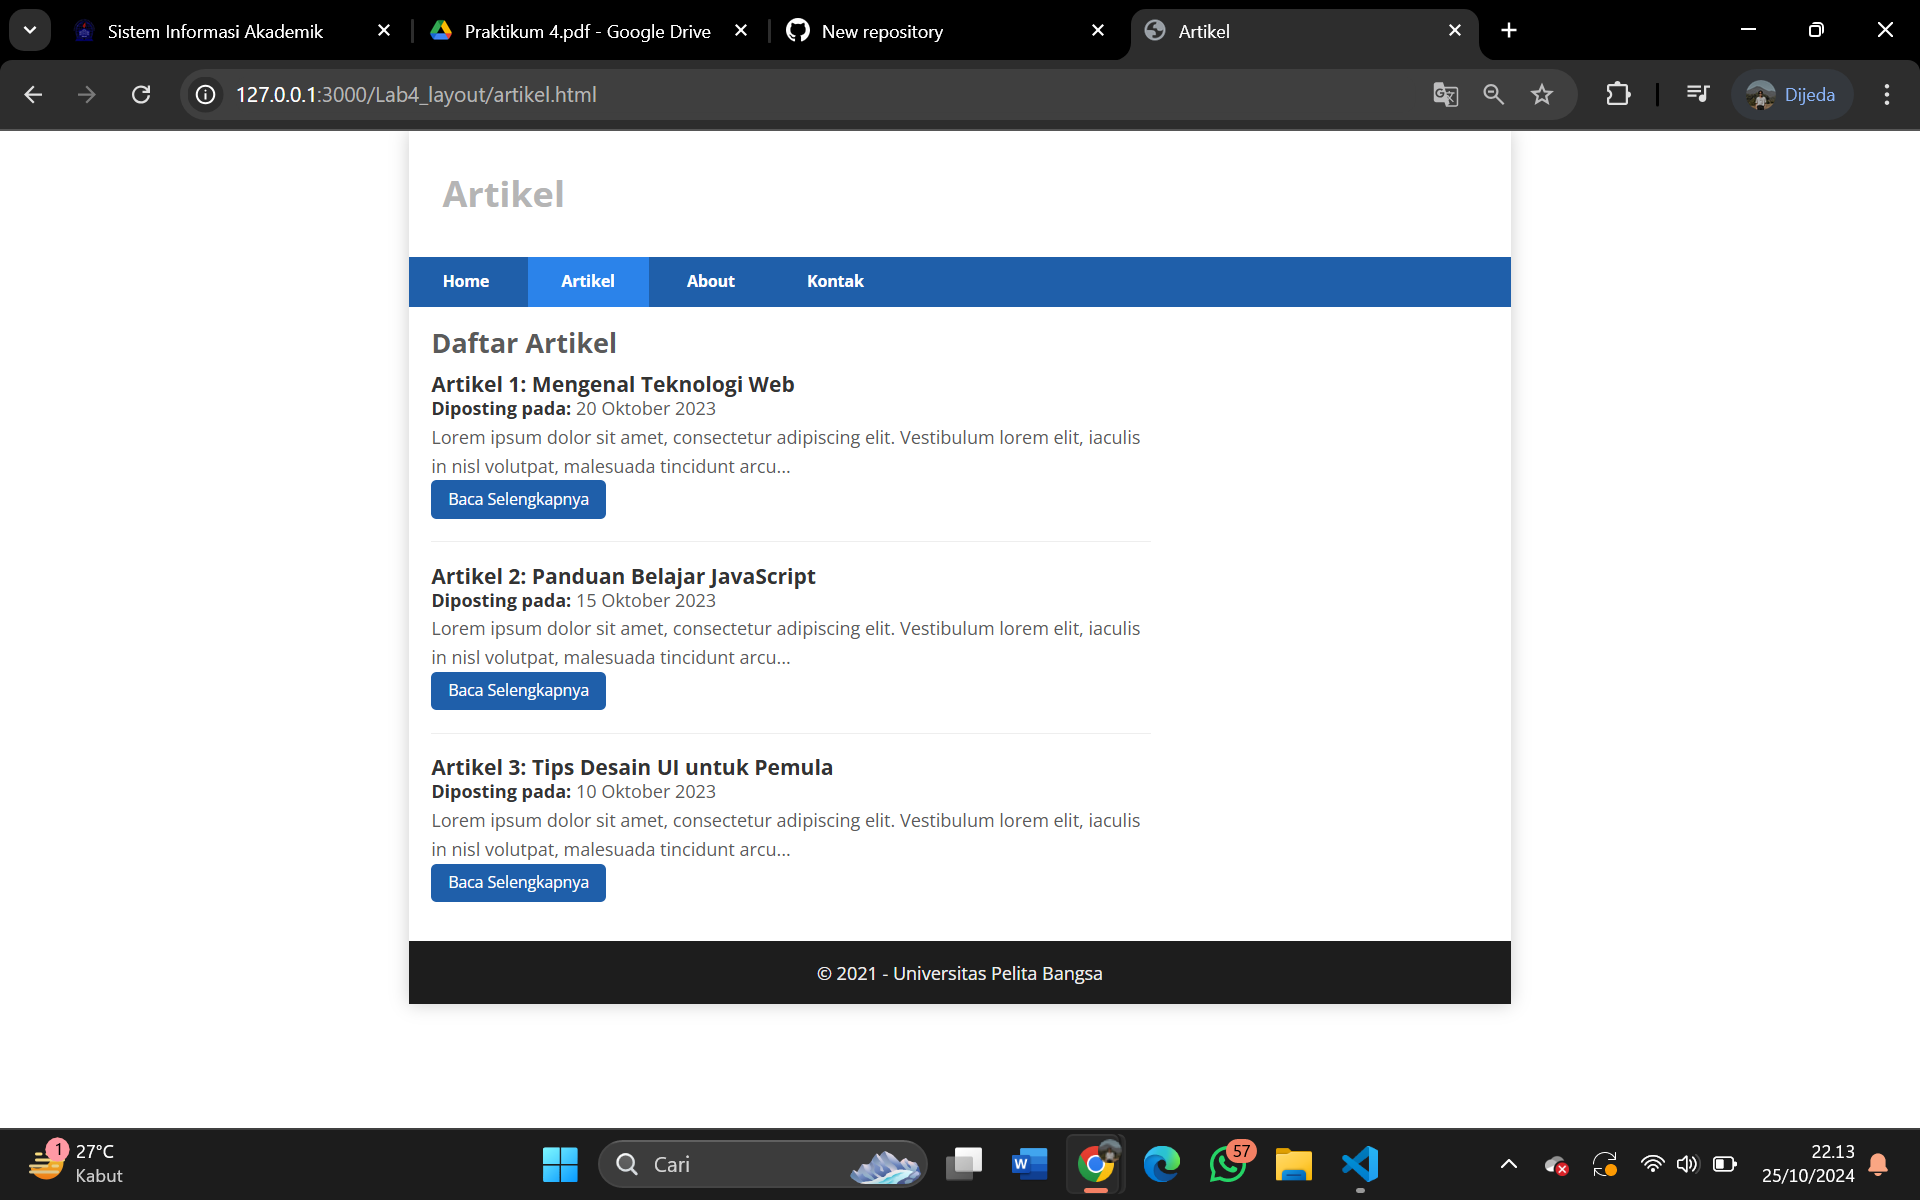 Sistem Informasi Akademik
Praktikum 4.pdf - Google Drive
New repository
Artikel
127.0.0.1:3000/Lab4_layout/artikel.html
Dijeda
Artikel
Home Artikel About Kontak
Daftar Artikel
Artikel 1: Mengenal Teknologi Web
Diposting pada: 20 Oktober 2023
Lorem ipsum dolor sit amet, consectetur adipiscing elit. Vestibulum lorem elit, iaculis
in nisl volutpat, malesuada tincidunt arcu...
Baca Selengkapnya
Artikel 2: Panduan Belajar JavaScript
Diposting pada: 15 Oktober 2023
Lorem ipsum dolor sit amet, consectetur adipiscing elit. Vestibulum lorem elit, iaculis
in nisl volutpat, malesuada tincidunt arcu...
Baca Selengkapnya
Artikel 3: Tips Desain UI untuk Pemula
Diposting pada: 10 Oktober 2023
Lorem ipsum dolor sit amet, consectetur adipiscing elit. Vestibulum lorem elit, iaculis
in nisl volutpat, malesuada tincidunt arcu...
Baca Selengkapnya
© 2021 - Universitas Pelita Bangsa
1
27°C
Kabut
Cari
57
22.13
25/10/2024